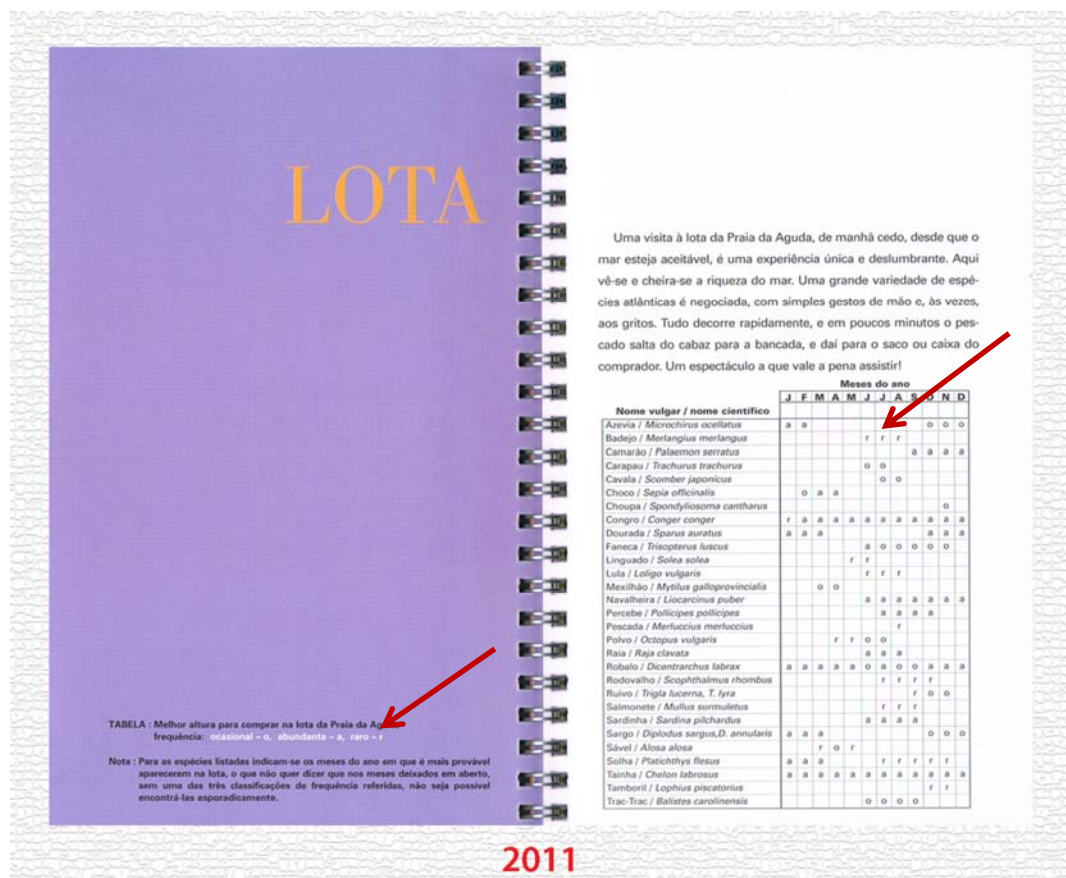 LOTA
TABELA : Melhor altura para comprar na lota da Praia da
frequência: ocasional – o, abundante – a, raro – r
Nota : Para as espécies listadas indicam-se os meses do ano em que é mais provável
aparecerem na lota, o que não quer dizer que nos meses deixados em aberto,
sem uma das três classificações de frequência referidas, não seja possível
encontrá-las esporadicamente.
Uma visita à lota da Praia da Aguda, de manhã cedo, desde que o
mar esteja aceitável, é uma experiência única e deslumbrante. Aqui
vê-se e cheira-se a riqueza do mar. Uma grande variedade de espé-
cies atlânticas é negociada, com simples gestos de mão e, às vezes,
aos gritos. Tudo decorre rapidamente, e em poucos minutos o pes-
cado salta do cabaz para a bancada, e daí para o saco ou caixa do
comprador. Um espectáculo a que vale a pena assistir!
Meses do ano
J F M A M J J A S O N D
Nome vulgar / nome científico
Azevia / Microchirus ocellatus a a o o o
Badejo / Merlangius merlangus r r r
Camarão / Palaemon serratus a a a a
Carapau / Trachurus trachurus o o
Cavala / Scomber japonicus o o
Choco / Sepia officinalis o a a
Choupa / Spondyliosoma cantharus o
Congro / Conger conger r a a a a a a a a a a a
Dourada / Sparus auratus a a a a a a
Faneca / Trisopterus luscus a o o o o o
Linguado / Solea solea r r
Lula / Loligo vulgaris r r r
Mexilhão / Mytilus galloprovincialis o o
Navalheira / Liocarcinus puber a a a a a a a
Percebe / Pollicipes pollicipes a a a a
Pescada / Merluccius merluccius r
Polvo / Octopus vulgaris r r o o
Raia / Raja clavata a a a
Robalo / Dicentrarchus labrax a a a a a o a o o a a a
Rodovalho / Scophthalmus rhombus r r r r
Ruivo / Trigla lucerna, T. lyra r o o
Salmonete / Mullus surmuletus r r r
Sardinha / Sardina pilchardus a a a a
Sargo / Diplodus sargus,D. annularis a a a o o o
Sável / Alosa alosa r o r
Solha / Platichthys flesus a a a r r r r r
Tainha / Chelon labrosus a a a a a a a a a a a a
Tamboril / Lophius piscatorius r r
Trac-Trac / Balistes carolinensis o o o o
2011